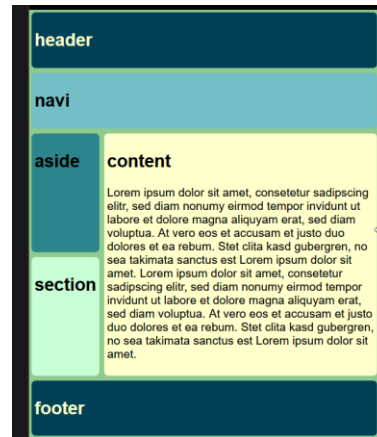 header
navi
aside
section
content
Lorem ipsum dolor sit amet, consetetur sadipscing
elitr, sed diam nonumy eirmod tempor invidunt ut
labore et dolore magna aliquyam erat, sed diam
voluptua. At vero eos et accusam et justo duo
dolores et ea rebum. Stet clita kasd gubergren, no
sea takimata sanctus est Lorem ipsum dolor sit
amet. Lorem ipsum dolor sit amet, consetetur
sadipscing elitr, sed diam nonumy eirmod tempor
invidunt ut labore et dolore magna aliquyam erat,
sed diam voluptua. At vero eos et accusam et justo
duo dolores et ea rebum. Stet clita kasd gubergren,
no sea takimata sanctus est Lorem ipsum dolor sit
amet.
footer